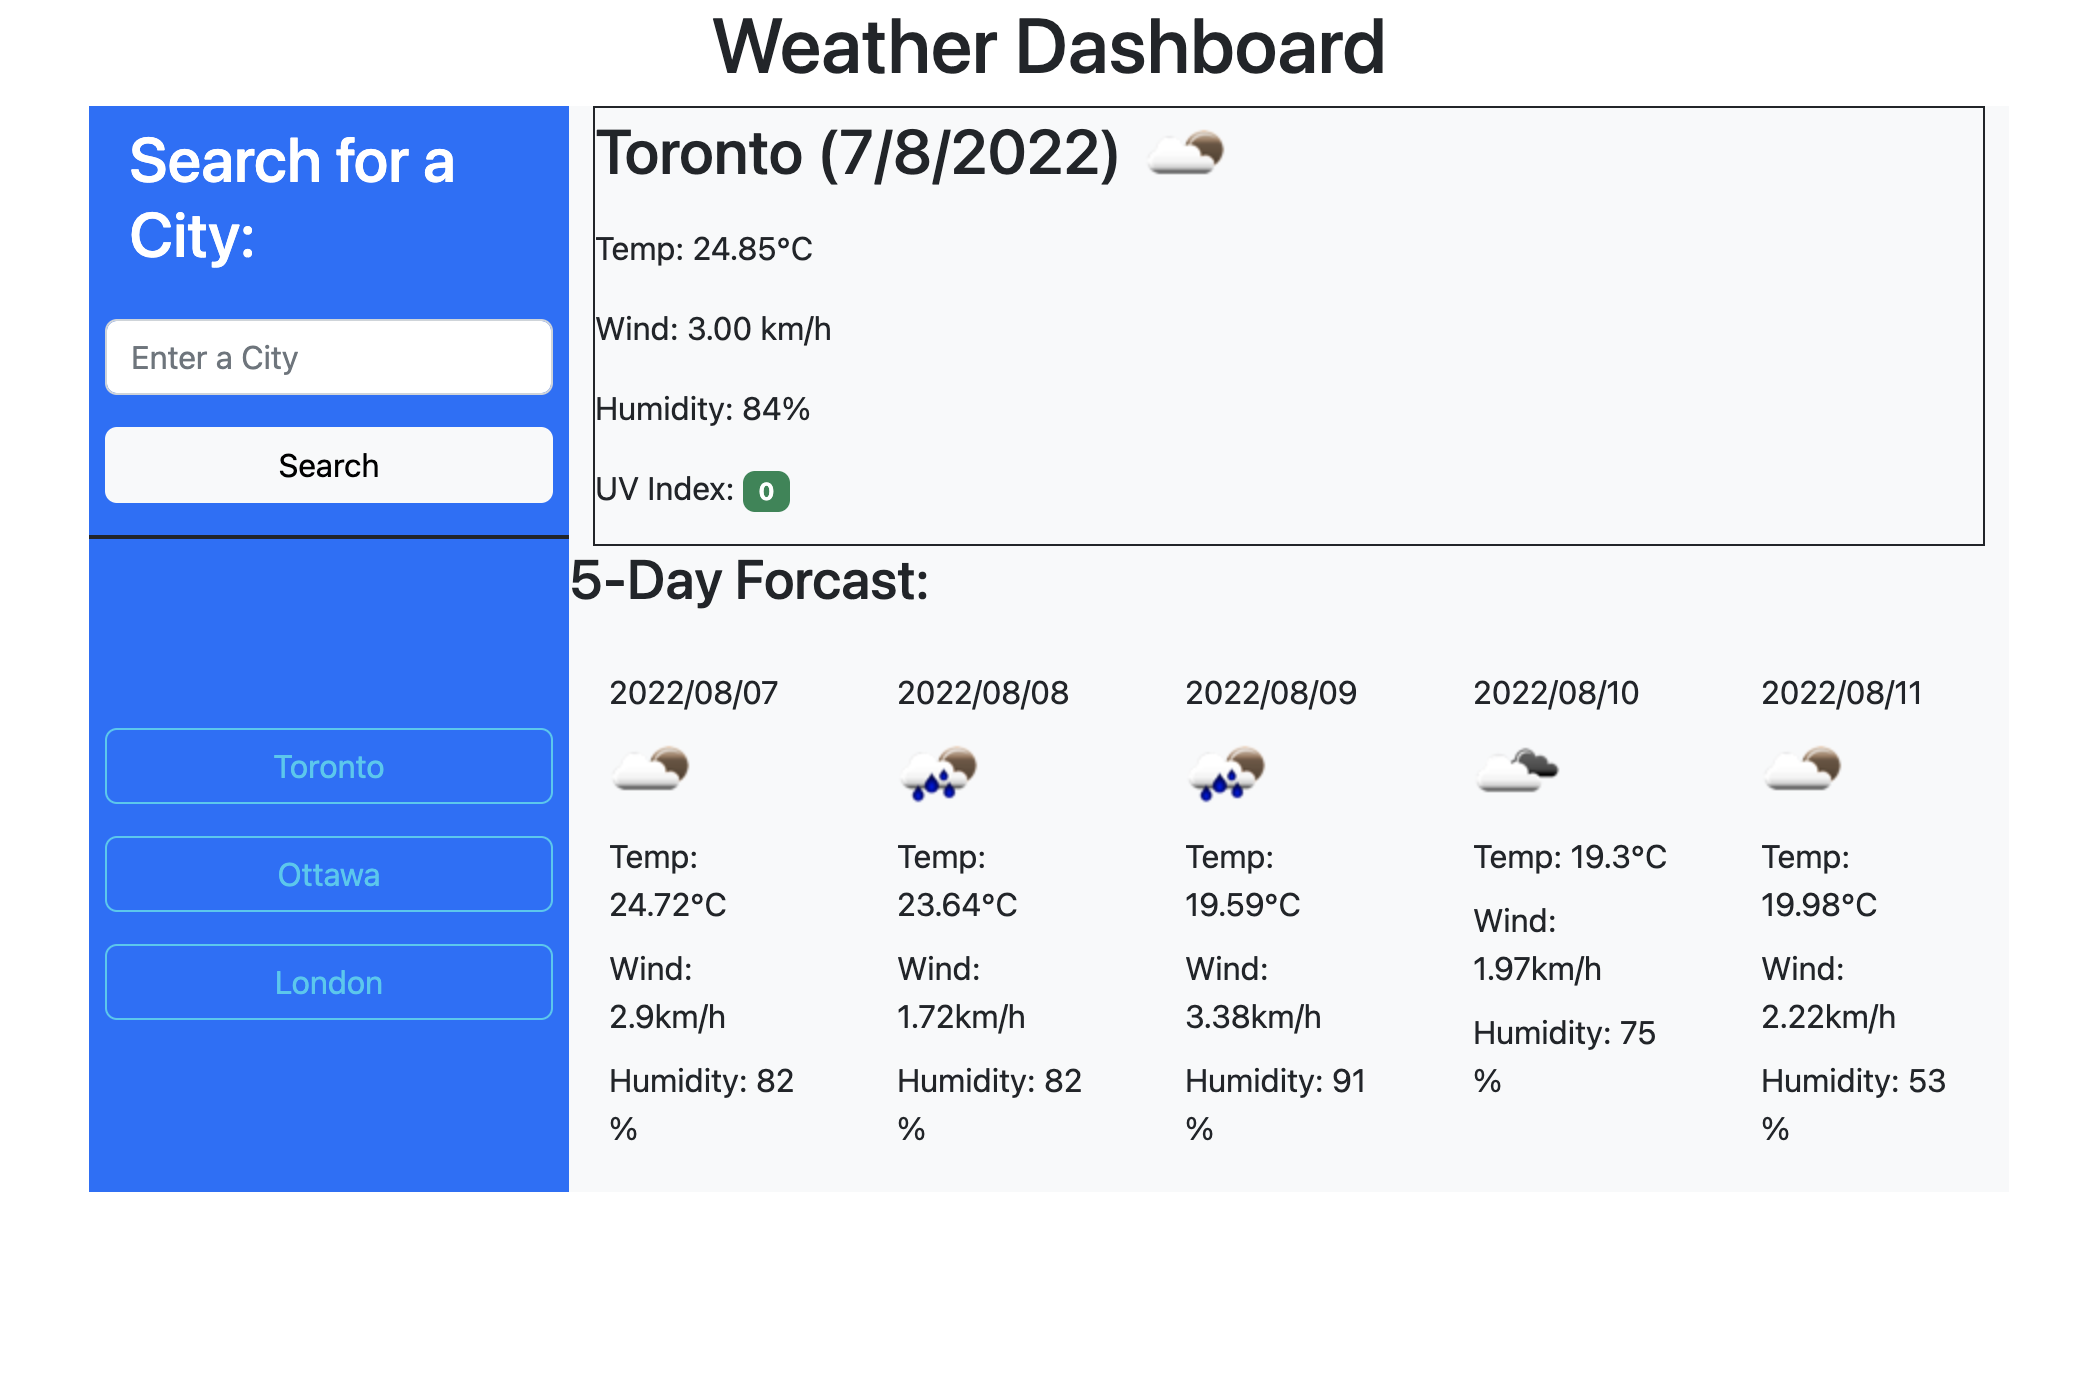 Weather Dashboard
Search for a
City:
Enter a City
Search
Toronto
Ottawa
London
Toronto (7/8/2022)
Temp: 24.85°C
Wind: 3.00 km/h
Humidity: 84%
UV Index: 0
5-Day Forcast:
2022/08/07
Temp:
24.72°C
Wind:
2.9km/h
Humidity: 82
%
2022/08/08
Temp:
23.64°C
Wind:
1.72km/h
Humidity: 82
%
2022/08/09
Temp:
19.59°C
Wind:
3.38km/h
Humidity: 91
%
2022/08/10
Temp: 19.3°C
Wind:
1.97km/h
Humidity: 75
%
2022/08/11
Temp:
19.98°C
Wind:
2.22km/h
Humidity: 53
%